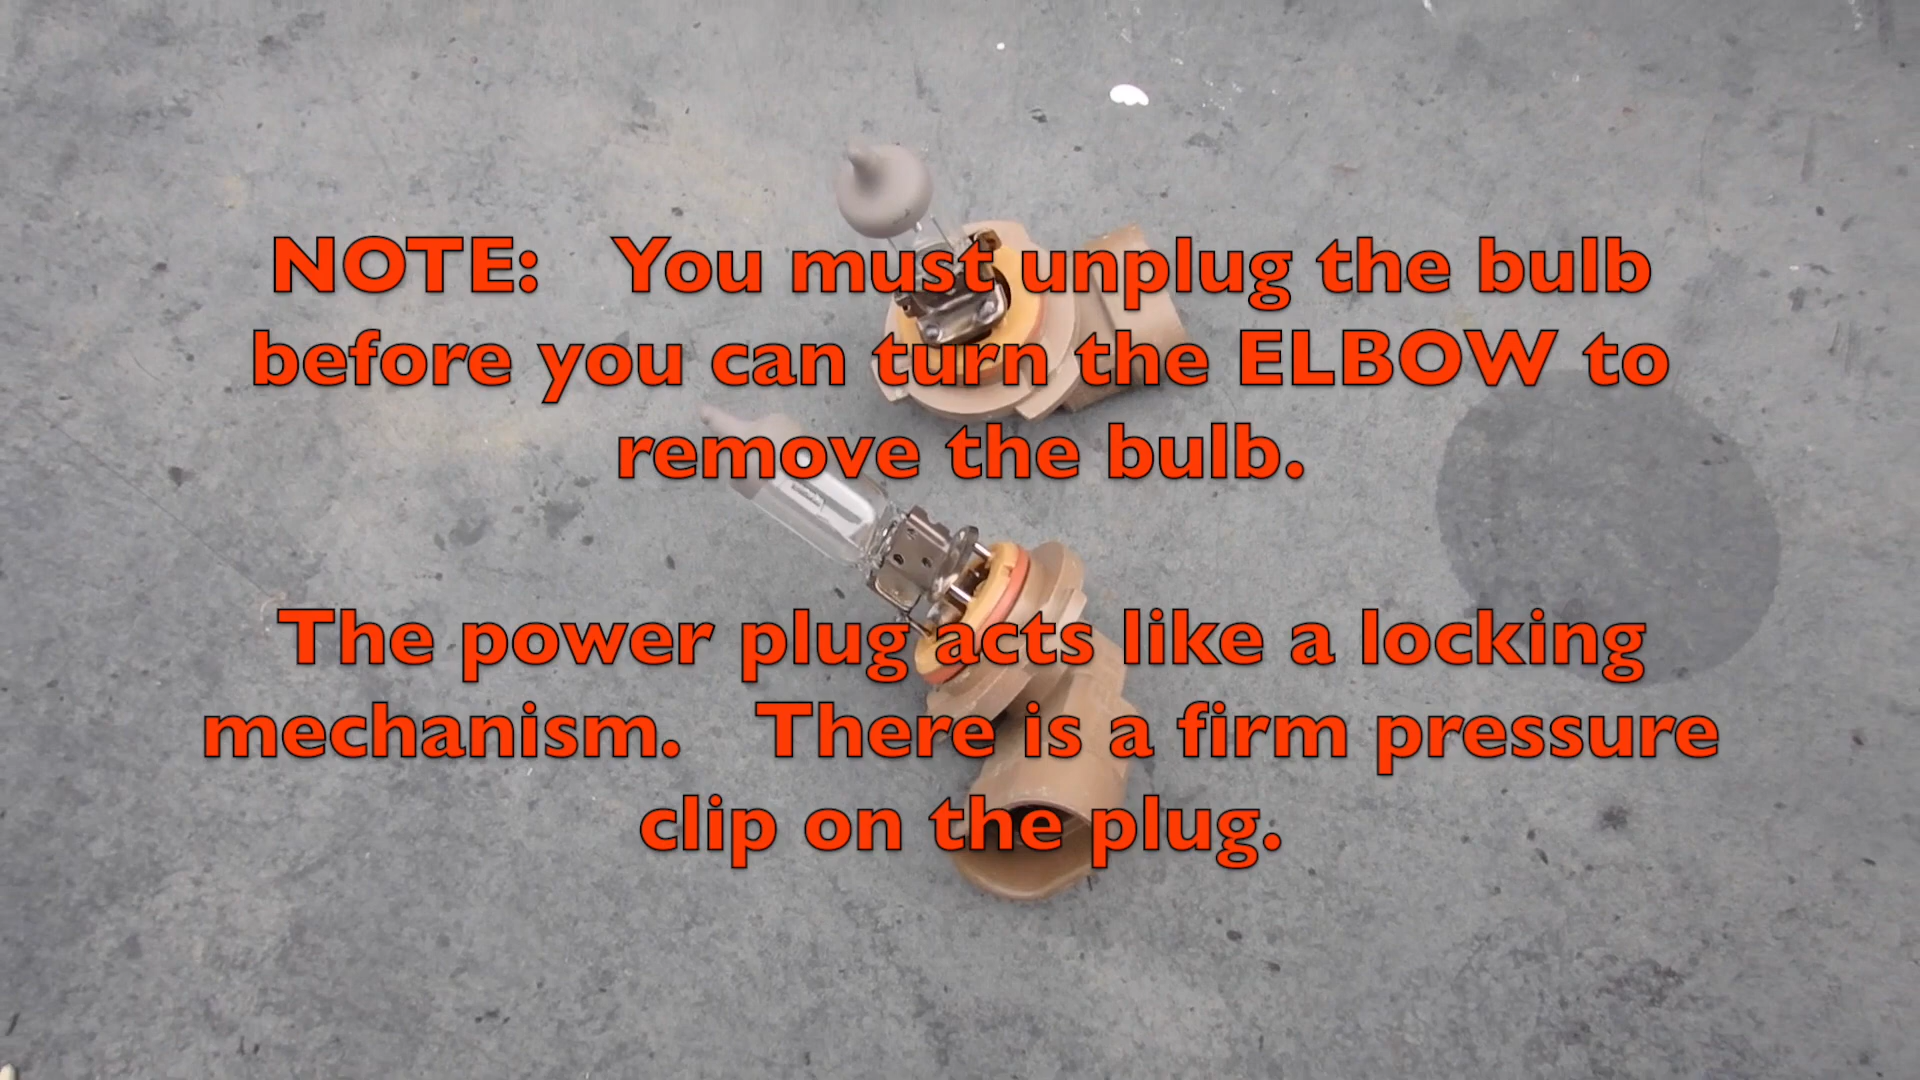 NOTE:   You must unplug the bulb
before you can turn the ELBOW to
remove the bulb.
The power plug acts like a locking
mechanism.   There is a firm pressure
clip on the plug.